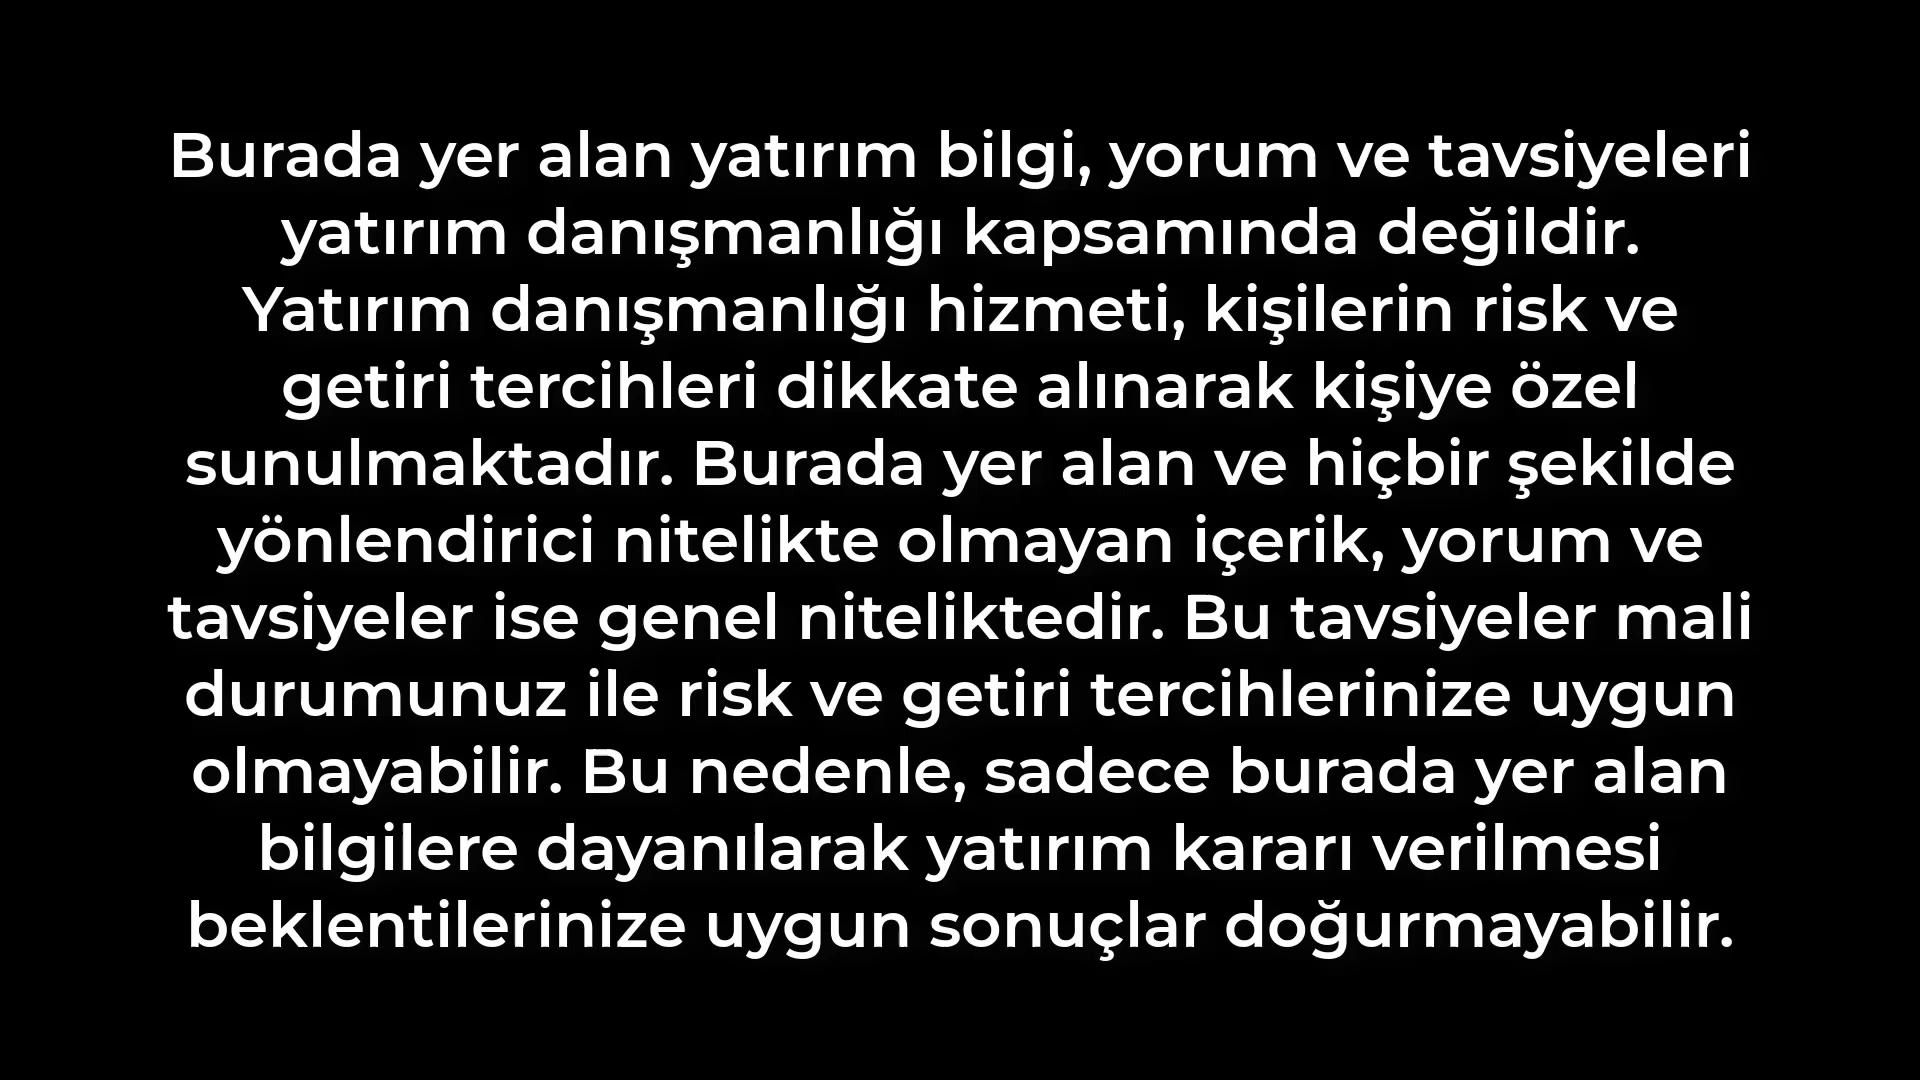 Burada yer alan yatırım bilgi, yorum ve tavsiyeleri
yatırım danışmanlığı kapsamında değildir.
Yatırım danışmanlığı hizmeti, kişilerin risk ve
getiri tercihleri dikkate alınarak kişiye özel
sunulmaktadır. Burada yer alan ve hiçbir şekilde
yönlendirici nitelikte olmayan içerik, yorum ve
tavsiyeler ise genel niteliktedir. Bu tavsiyeler mali
durumunuz ile risk ve getiri tercihlerinize uygun
olmayabilir. Bu nedenle, sadece burada yer alan
bilgilere dayanılarak yatırım kararı verilmesi
beklentilerinize uygun sonuçlar doğurmayabilir.